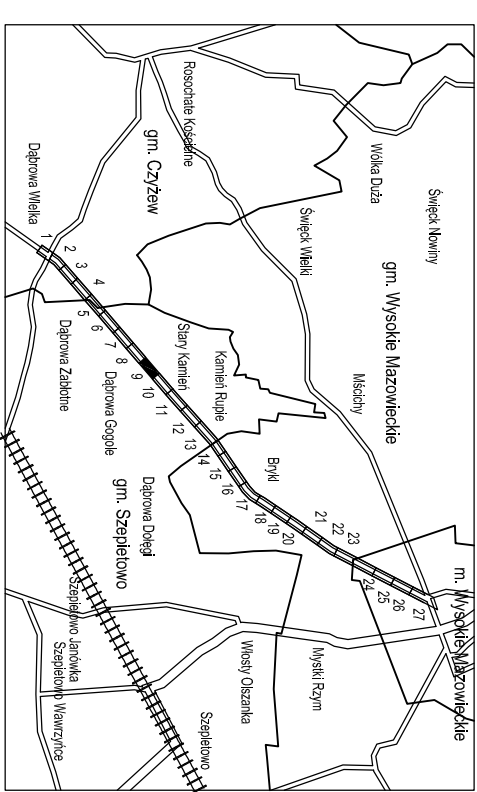 Święck Nowiny
Wólka Duża
gm. Wysokie Mazowieckie
Rosochate Kościelne
Święck Wielki
Mścichy
m. Wysokie Mazowieckie
gm. Czyżew
Dąbrowa Wielka
Stary Kamień
Kamień Rupie
Brykl
Dąbrowa Zabłotne
Dąbrowa Gogole
Dąbrowa Dołęgi
gm. Szepietowo
Mystki Rzym
Włosty Olszanka
Szepietowo Janówka
Szepietowo Wawrzyńce
Szepietowo
1
2
3
4
5
6
7
8
9
10
11
12
13
14
15
16
17
18
19
20
21
22
23
24
25
26
27